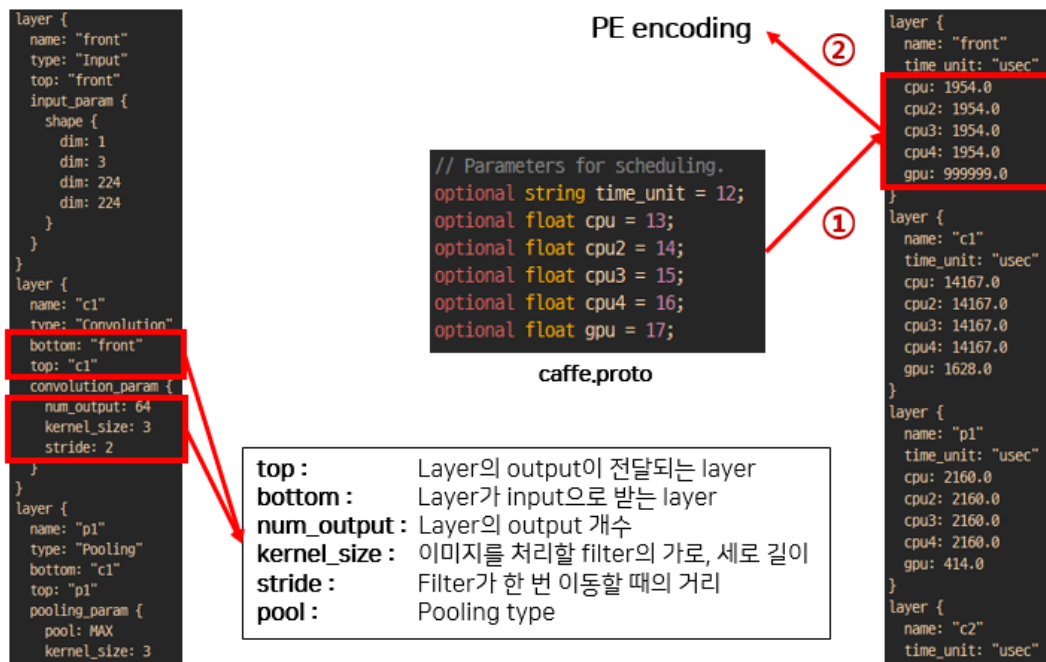 layer {
name: "front"
type: "Input"
top: "front"
input_param {
shape {
dim: 1
dim: 3
dim: 224
dim: 224
}
}
}
layer {
name: "c1"
type: "Convolution"
bottom: "front"
top: "c1"
convolution_param {
num_output: 64
kernel_size: 3
stride: 2
}
}
layer {
name: "p1"
type: "Pooling"
bottom: "c1"
top: "p1"
pooling_param {
pool: MAX
kernel_size: 3
PE encoding
②
①
// Parameters for scheduling.
optional string time_unit = 12;
optional float cpu = 13;
optional float cpu2 = 14;
optional float cpu3 = 15;
optional float cpu4 = 16;
optional float gpu = 17;
caffe.proto
top : Layer의 output이 전달되는 layer
bottom : Layer가 input으로 받는 layer
num_output : Layer의 output 개수
kernel_size : 이미지를 처리할 filter의 가로, 세로 길이
stride : Filter가 한 번 이동할 때의 거리
pool : Pooling type
layer {
name: "front"
time_unit: "usec"
cpu: 1954.0
cpu2: 1954.0
cpu3: 1954.0
cpu4: 1954.0
gpu: 999999.0
}
layer {
name: "c1"
time_unit: "usec"
cpu: 14167.0
cpu2: 14167.0
cpu3: 14167.0
cpu4: 14167.0
gpu: 1628.0
}
layer {
name: "p1"
time_unit: "usec"
cpu: 2160.0
cpu2: 2160.0
cpu3: 2160.0
cpu4: 2160.0
gpu: 414.0
}
layer {
name: "c2"
time_unit: "usec"